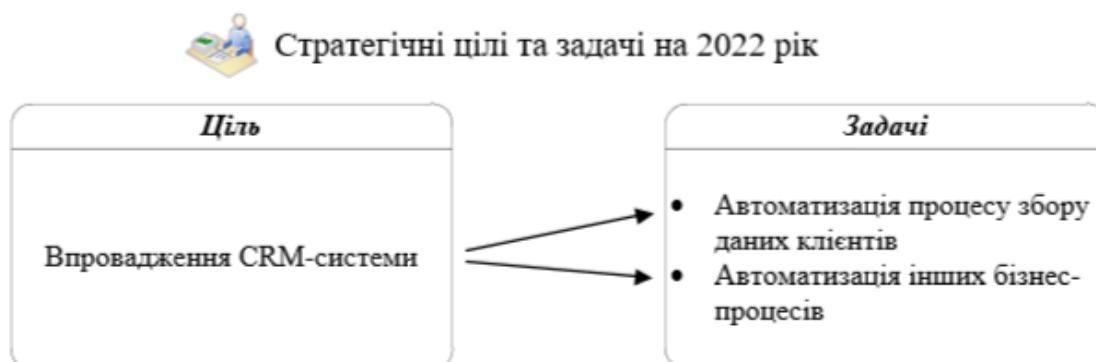 Стратегічні цілі та задачі на 2022 рік
Ціль
Впровадження CRM-системи
Задачі
• Автоматизація процесу збору
даних клієнтів
• Автоматизація інших бізнес-
процесів